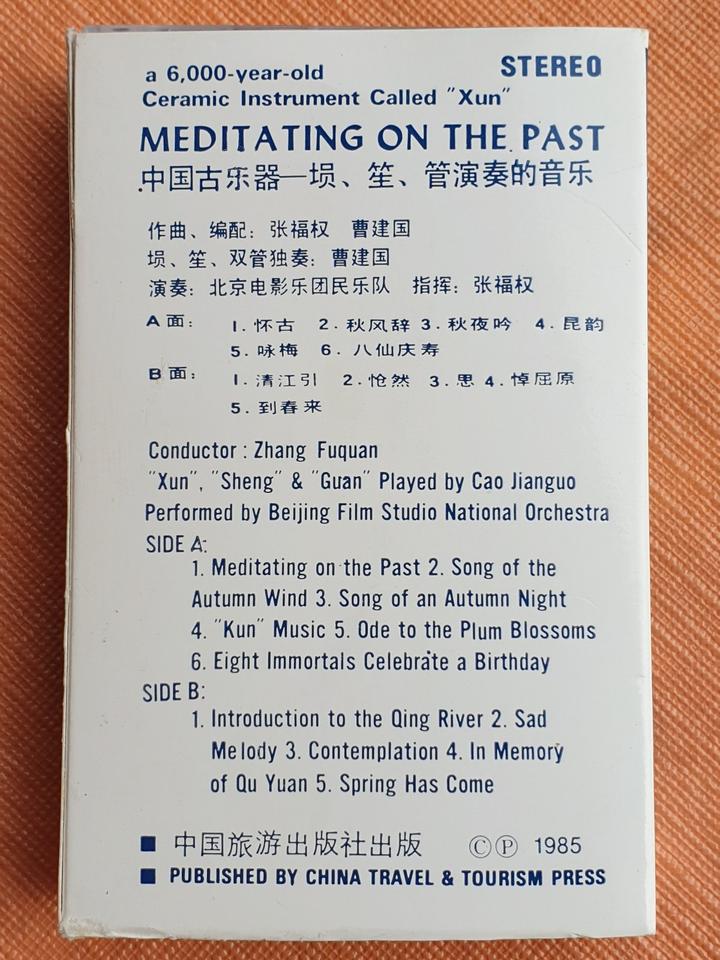 a 6,000-year-old
STEREO
Ceramic Instrument Called "Xun"
MEDITATING ON THE PAST
中国古乐器—埙、笙、管演奏的音乐
作曲、编配：张福权 曹建国
埙、笙、双管独奏：曹建国
演奏：北京电影乐团民乐队 指挥：张福权
A面： 1. 怀古 2. 秋风辞 3. 秋夜吟 4. 昆韵
5. 咏梅 6. 八仙庆寿
B面： 1. 清江引 2. 怆然 3. 思 4. 悼屈原
5. 到春来
Conductor : Zhang Fuquan
"Xun", "Sheng" & "Guan" Played by Cao Jianguo
Performed by Beijing Film Studio National Orchestra
SIDE A:
1. Meditating on the Past 2. Song of the
Autumn Wind 3. Song of an Autumn Night
4. "Kun" Music 5. Ode to the Plum Blossoms
6. Eight Immortals Celebrate a Birthday
SIDE B:
1. Introduction to the Qing River 2. Sad
Melody 3. Contemplation 4. In Memory
of Qu Yuan 5. Spring Has Come
■ 中国旅游出版社出版 ©℗ 1985
■ PUBLISHED BY CHINA TRAVEL & TOURISM PRESS